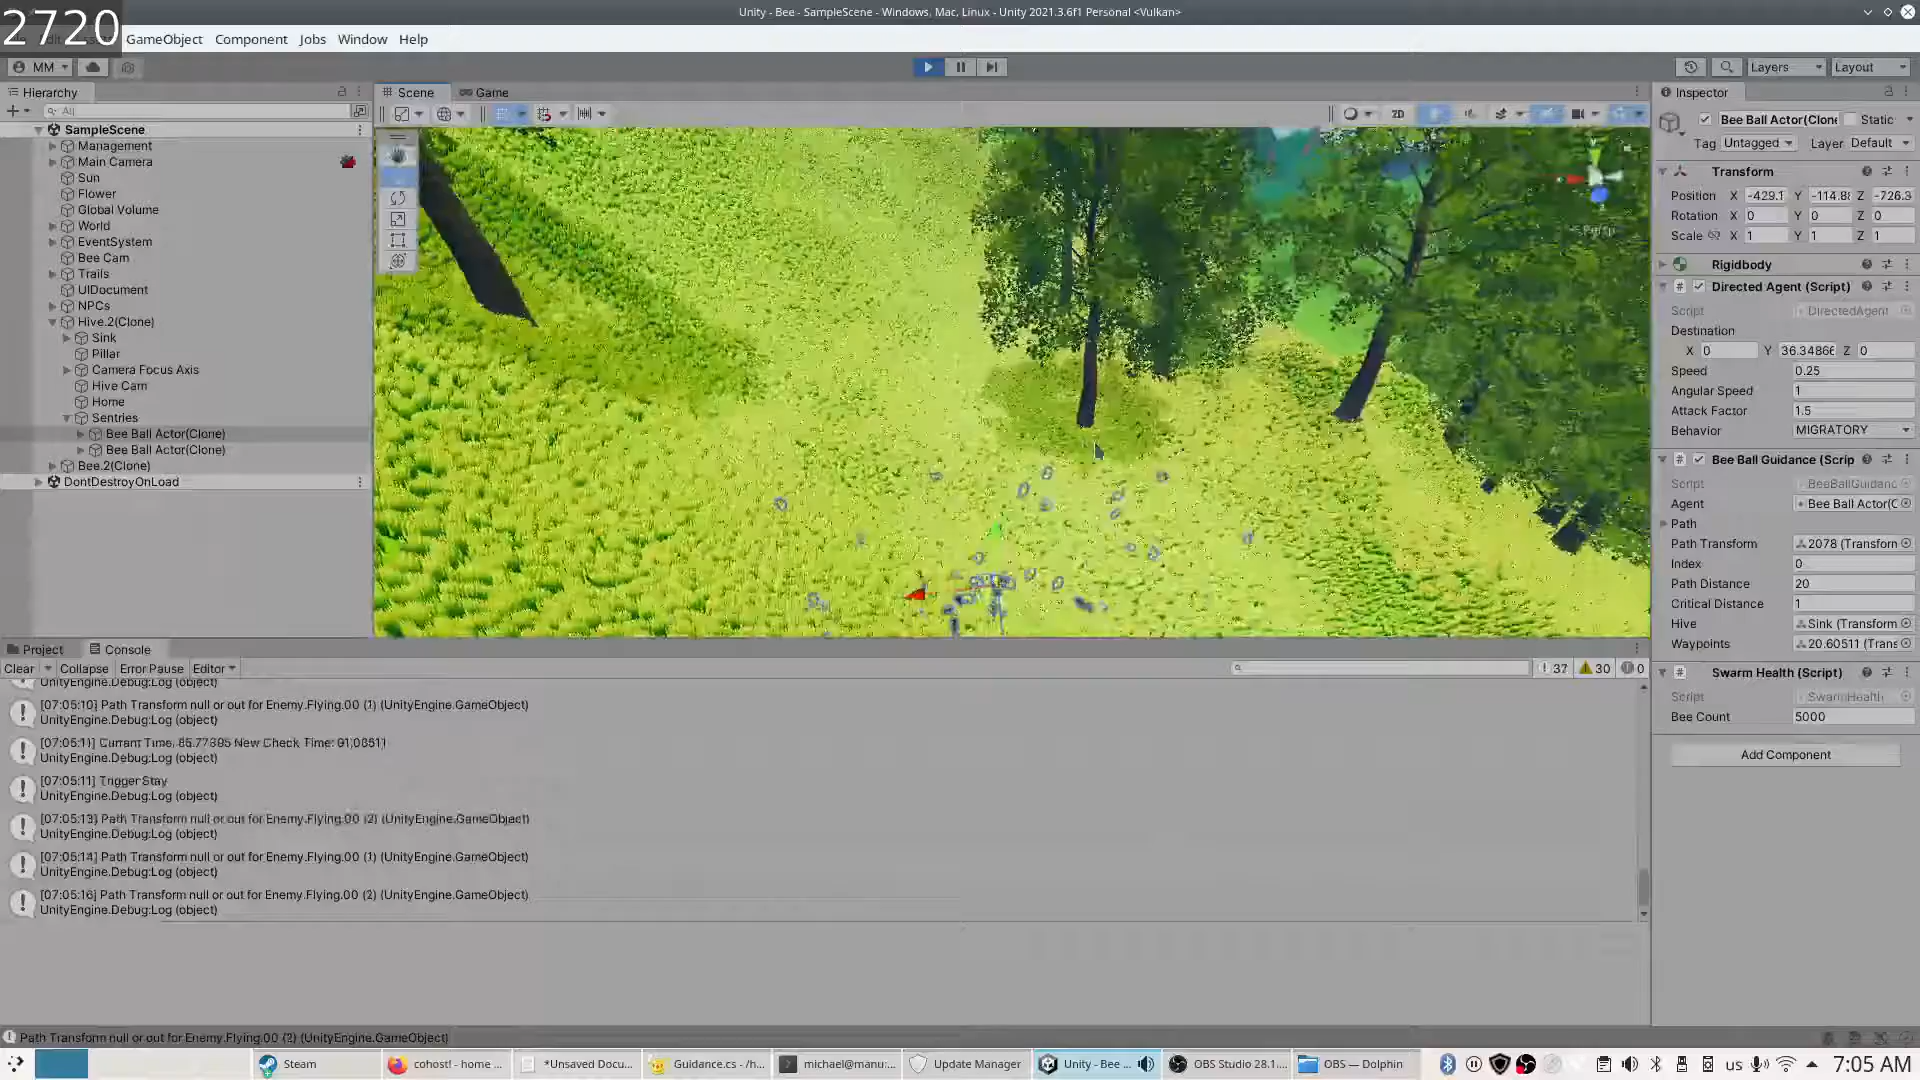 2720
Unity - Bee - SampleScene - Windows, Mac, Linux - Unity 2021.3.6f1 Personal <Vulkan>
GameObject Component Jobs Window Help
MM
Layers
Layout
Hierarchy
All
SampleScene
Management
Main Camera
Sun
Flower
Global Volume
World
EventSystem
Bee Cam
Trails
UIDocument
NPCs
Hive.2(Clone)
Sink
Pillar
Camera Focus Axis
Hive Cam
Home
Sentries
Bee Ball Actor(Clone)
Bee Ball Actor(Clone)
Bee.2(Clone)
DontDestroyOnLoad
Scene
Game
2D
Persp
Inspector
Bee Ball Actor(Clone
Static
Tag Untagged Layer Default
Transform
Position X -429.1 Y -114.8 Z -726.3
Rotation X 0 Y 0 Z 0
Scale X 1 Y 1 Z 1
Rigidbody
Directed Agent (Script)
Script DirectedAgent
Destination
X 0 Y 36.34866 Z 0
Speed 0.25
Angular Speed 1
Attack Factor 1.5
Behavior MIGRATORY
Bee Ball Guidance (Scrip
Script BeeBallGuidanc
Agent Bee Ball Actor(C
Path
Path Transform 2078 (Transforn
Index 0
Path Distance 20
Critical Distance 1
Hive Sink (Transform
Waypoints 20.60511 (Trans
Swarm Health (Script)
Script SwarmHealth
Bee Count 5000
Add Component
Project
Console
Clear Collapse Error Pause Editor
37 30 0
UnityEngine.Debug:Log (object)
[07:05:10] Path Transform null or out for Enemy.Flying.00 (1) (UnityEngine.GameObject)
UnityEngine.Debug:Log (object)
[07:05:11] Current Time, 85.77395 New Check Time: 91.03511
UnityEngine.Debug:Log (object)
[07:05:11] Trigger Stay
UnityEngine.Debug:Log (object)
[07:05:13] Path Transform null or out for Enemy.Flying.00 (2) (UnityEngine.GameObject)
UnityEngine.Debug:Log (object)
[07:05:14] Path Transform null or out for Enemy.Flying.00 (1) (UnityEngine.GameObject)
UnityEngine.Debug:Log (object)
[07:05:16] Path Transform null or out for Enemy.Flying.00 (2) (UnityEngine.GameObject)
UnityEngine.Debug:Log (object)
Path Transform null or out for Enemy.Flying.00 (2) (UnityEngine.GameObject)
Steam
cohost! - home ...
*Unsaved Docu...
Guidance.cs - /h...
michael@manu:...
Update Manager
Unity - Bee ...
OBS Studio 28.1....
OBS — Dolphin
us
7:05 AM